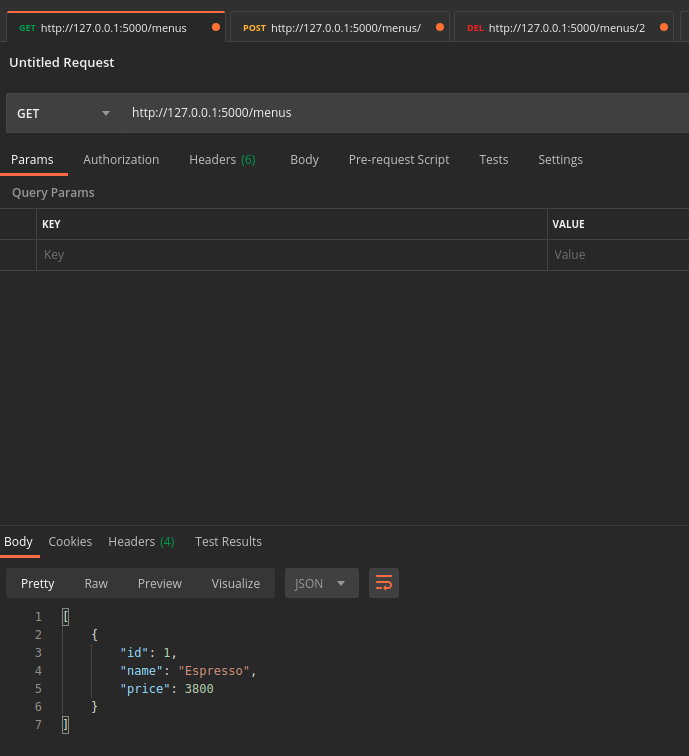 GET http://127.0.0.1:5000/menus POST http://127.0.0.1:5000/menus/ DEL http://127.0.0.1:5000/menus/2
Untitled Request
GET http://127.0.0.1:5000/menus
Params Authorization Headers (6) Body Pre-request Script Tests Settings
Query Params
KEY VALUE
Key Value
Body Cookies Headers (4) Test Results
Pretty Raw Preview Visualize JSON
1 [
2 {
3 "id": 1,
4 "name": "Espresso",
5 "price": 3800
6 }
7 ]